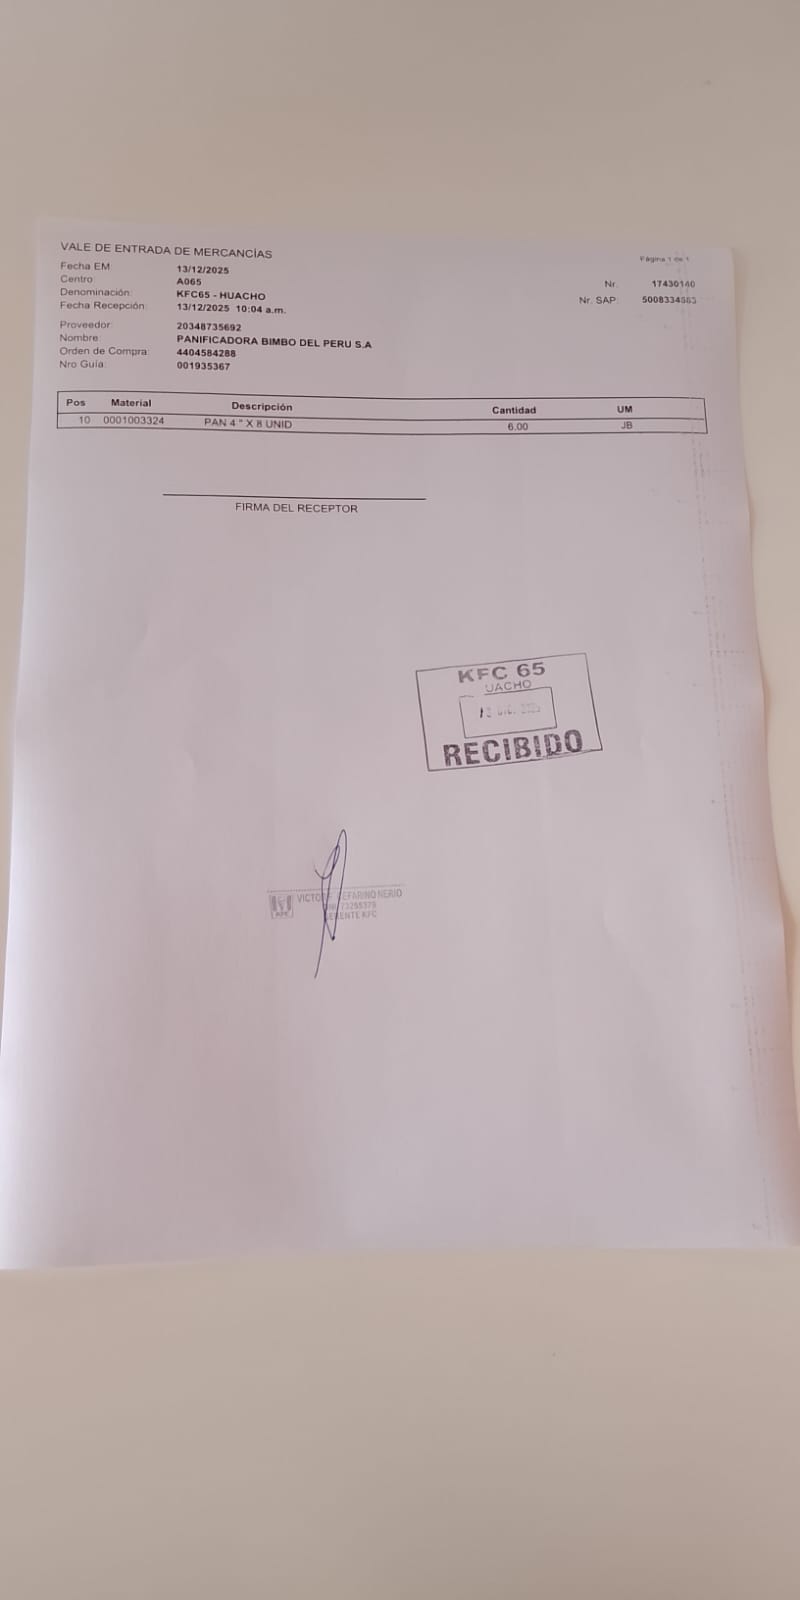 VALE DE ENTRADA DE MERCANCÍAS
Página 1 de 1
Fecha EM: 13/12/2025
Centro: A065
Nr. 17430140
Denominación: KFC65 - HUACHO
Nr. SAP:
Fecha Recepción: 13/12/2025 10:04 a.m.
Proveedor: 20348735692
Nombre: PANIFICADORA BIMBO DEL PERU S.A
Orden de Compra: 4404584288
Nro Guía: 001935367
Pos Material Descripción Cantidad UM
10 0001003324 PAN 4 " X 8 UNID 6.00 JB
FIRMA DEL RECEPTOR
KFC 65
UACHO
RECIBIDO
NERIO
KFC